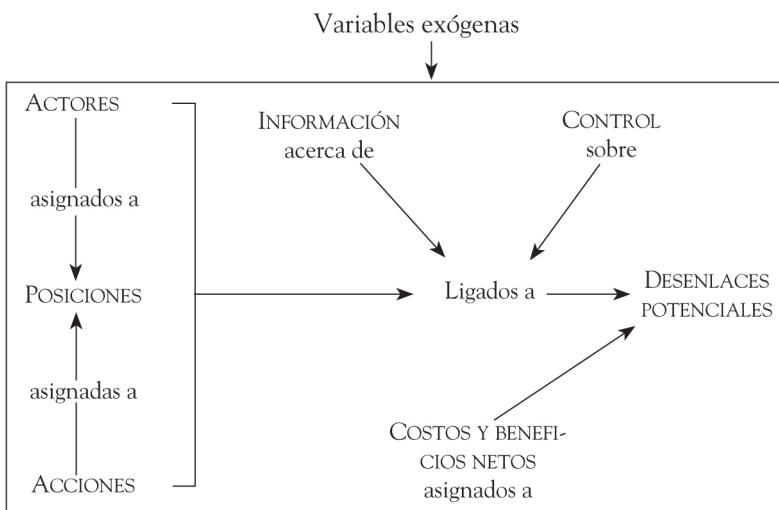 Variables exógenas
ACTORES
asignados a
POSICIONES
asignadas a
ACCIONES
INFORMACIÓN
acerca de
CONTROL
sobre
Ligados a
DESENLACES
POTENCIALES
COSTOS Y BENEFI-
CIOS NETOS
asignados a